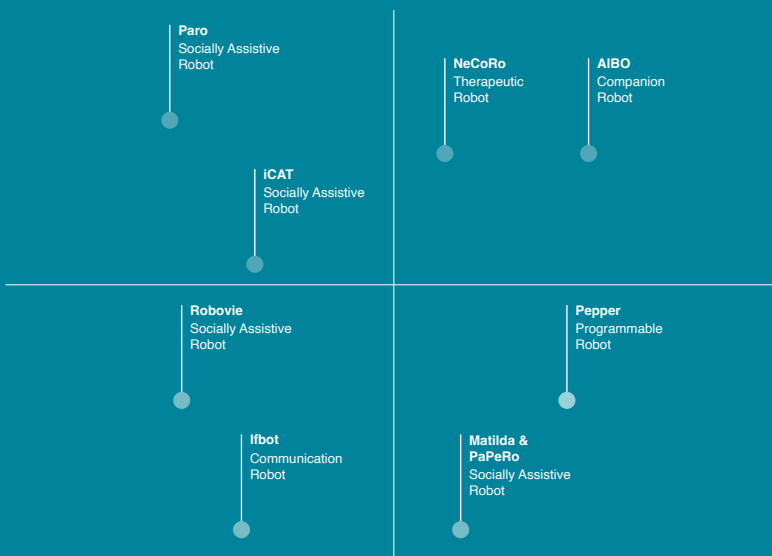 Paro
Socially Assistive
Robot
NeCoRo
Therapeutic
Robot
AIBO
Companion
Robot
iCAT
Socially Assistive
Robot
Robovie
Socially Assistive
Robot
Pepper
Programmable
Robot
Ifbot
Communication
Robot
Matilda &
PaPeRo
Socially Assistive
Robot